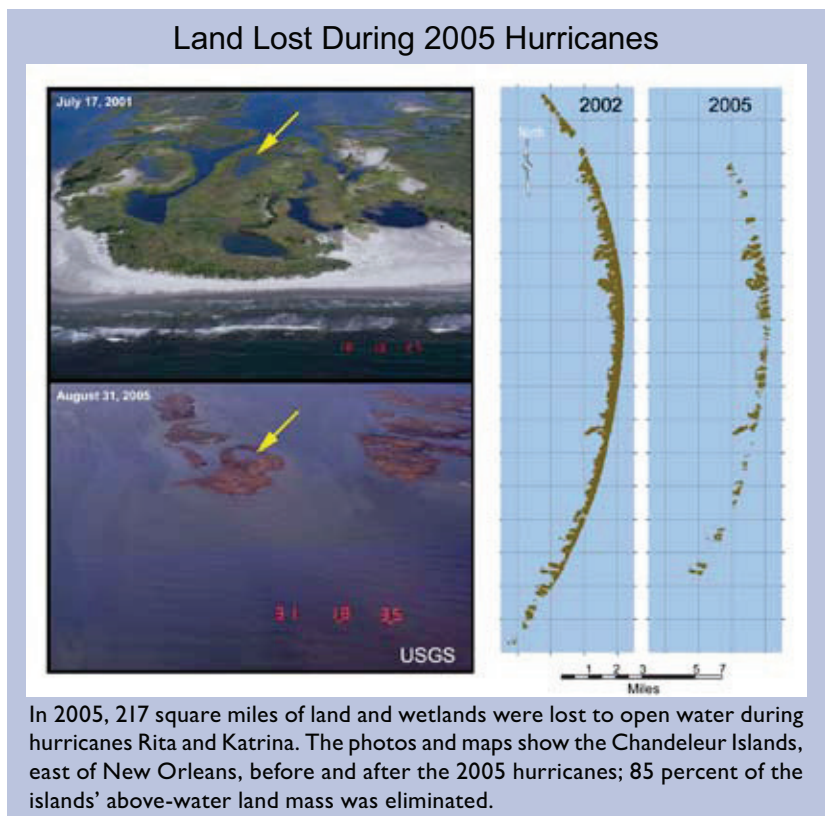 Land Lost During 2005 Hurricanes
July 17, 2001
2002
2005
North
August 31, 2005
31 18 35
USGS
1 2 3 5 7
Miles
In 2005, 217 square miles of land and wetlands were lost to open water during
hurricanes Rita and Katrina. The photos and maps show the Chandeleur Islands,
east of New Orleans, before and after the 2005 hurricanes; 85 percent of the
islands’ above-water land mass was eliminated.